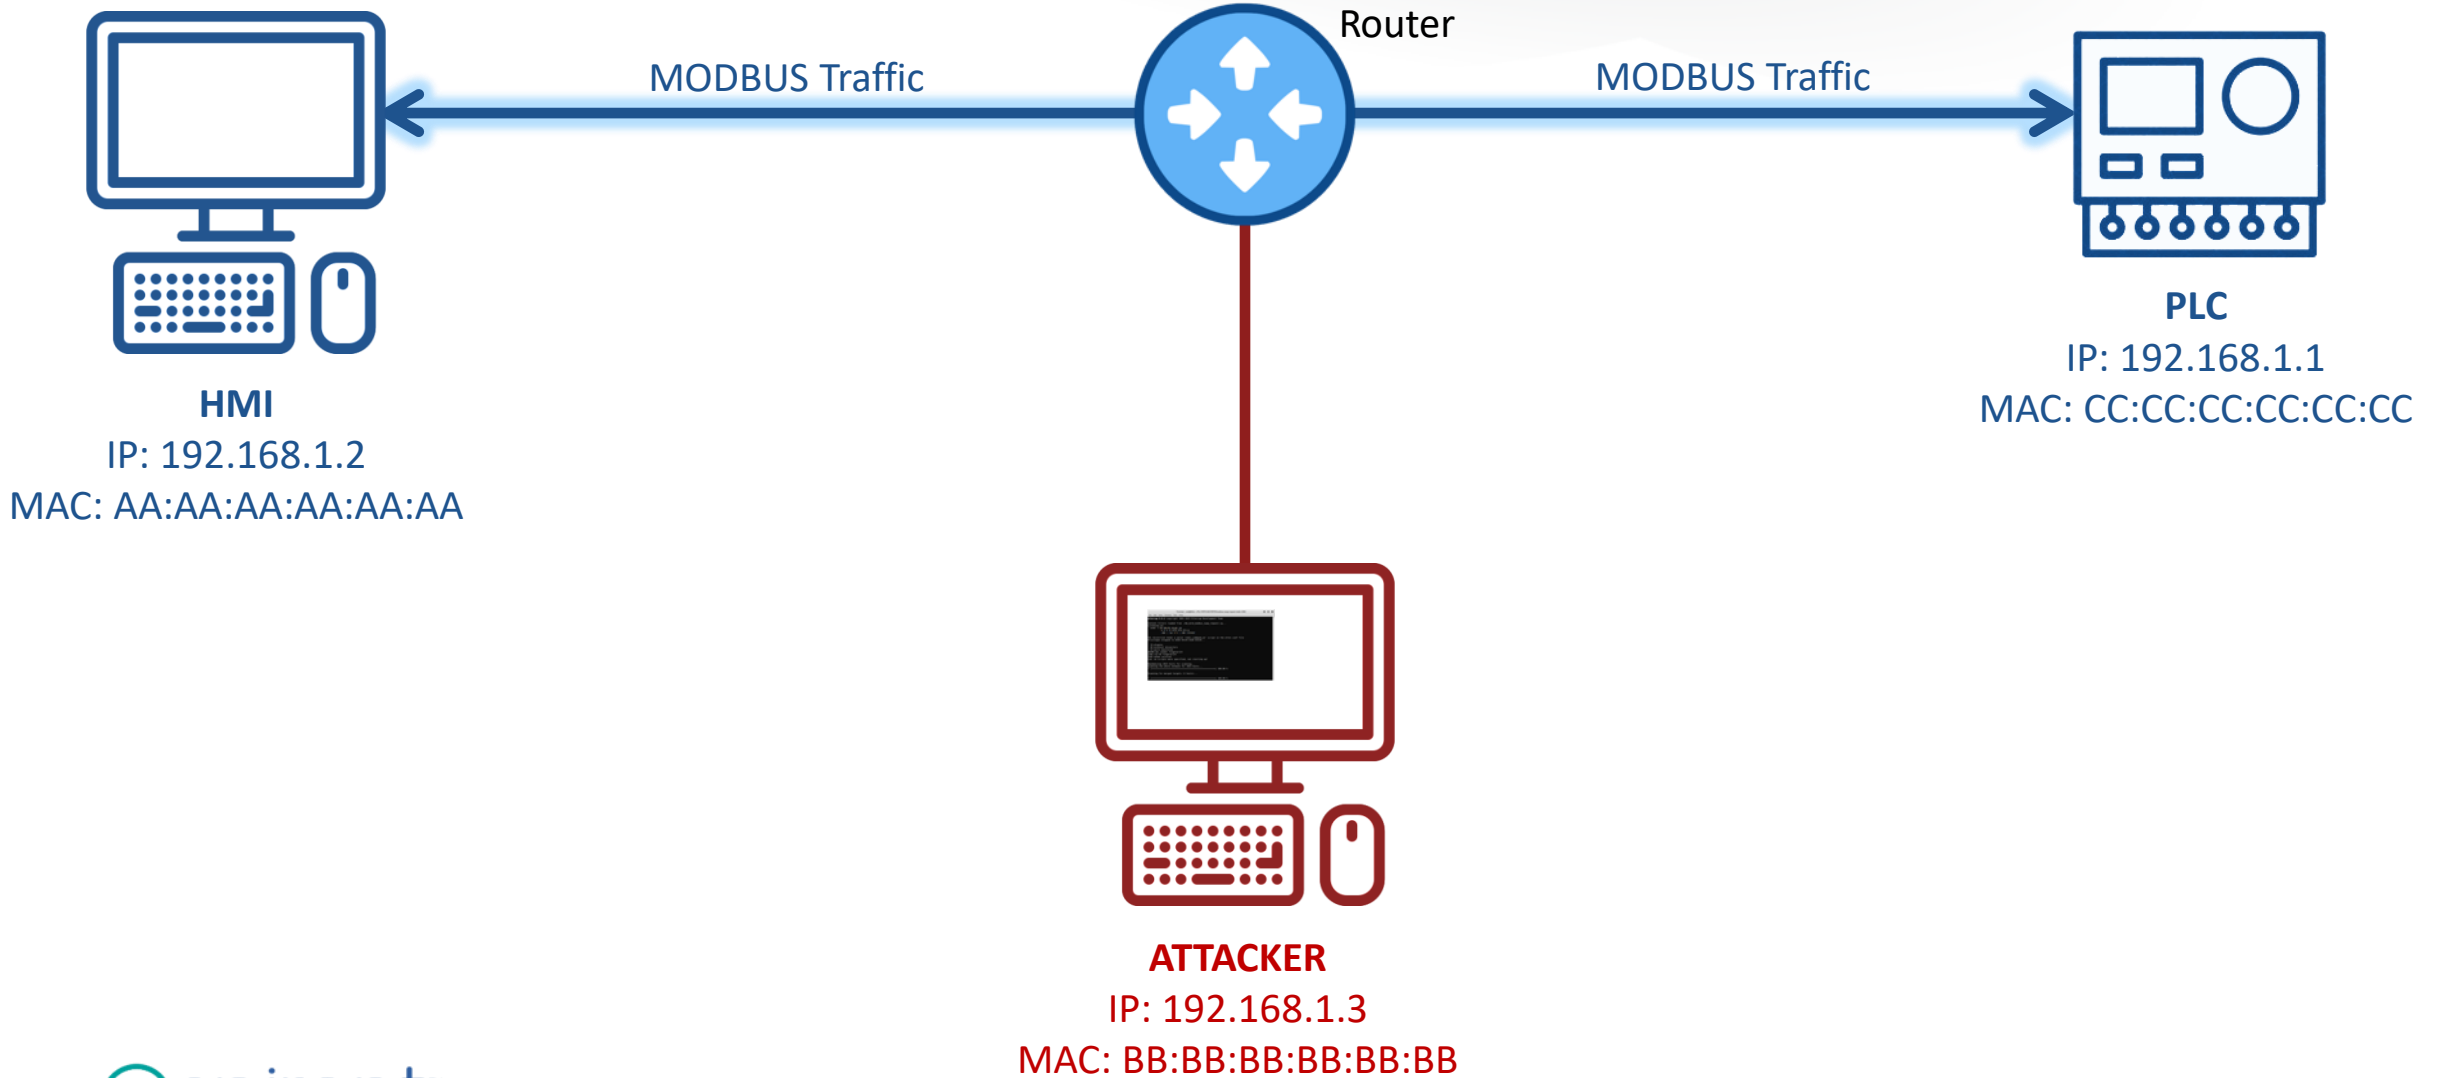 Router
MODBUS Traffic
MODBUS Traffic
HMI
IP: 192.168.1.2
MAC: AA:AA:AA:AA:AA:AA
PLC
IP: 192.168.1.1
MAC: CC:CC:CC:CC:CC:CC
ATTACKER
IP: 192.168.1.3
MAC: BB:BB:BB:BB:BB:BB